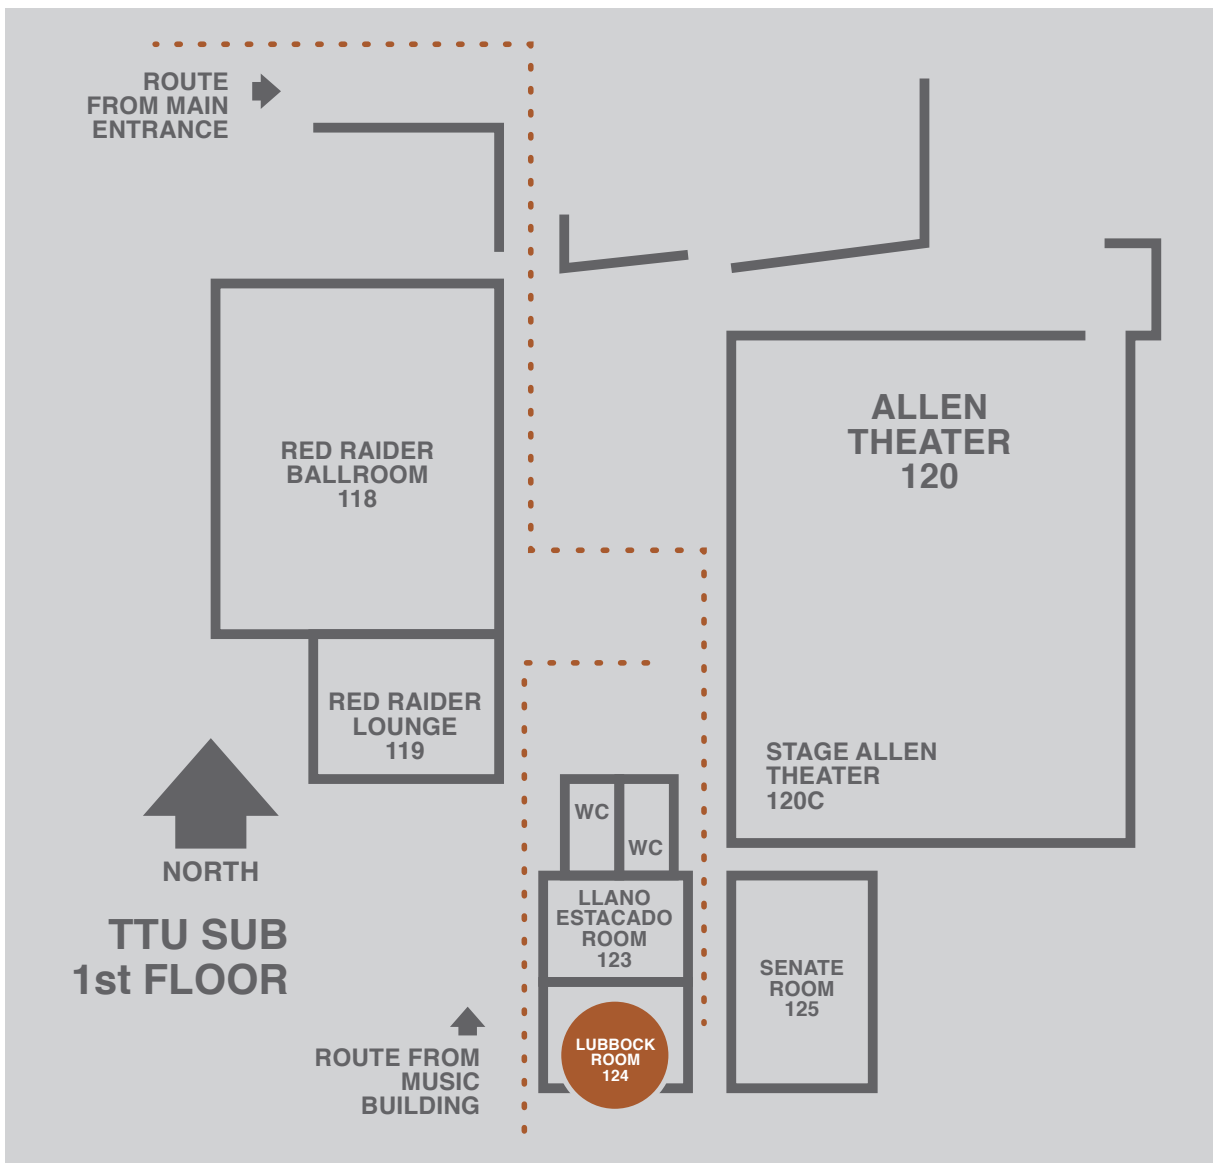 ROUTE
FROM MAIN
ENTRANCE
RED RAIDER
BALLROOM
118
ALLEN
THEATER
120
RED RAIDER
LOUNGE
119
STAGE ALLEN
THEATER
120C
WC
WC
NORTH
TTU SUB
1st FLOOR
LLANO
ESTACADO
ROOM
123
SENATE
ROOM
125
LUBBOCK
ROOM
124
ROUTE FROM
MUSIC
BUILDING